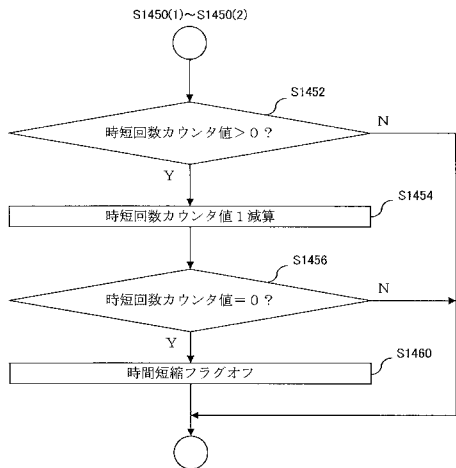 S1450(1)～S1450(2)
S1452
時短回数カウンタ値＞０？
N
Y
S1454
時短回数カウンタ値１減算
S1456
時短回数カウンタ値＝０？
N
Y
S1460
時間短縮フラグオフ